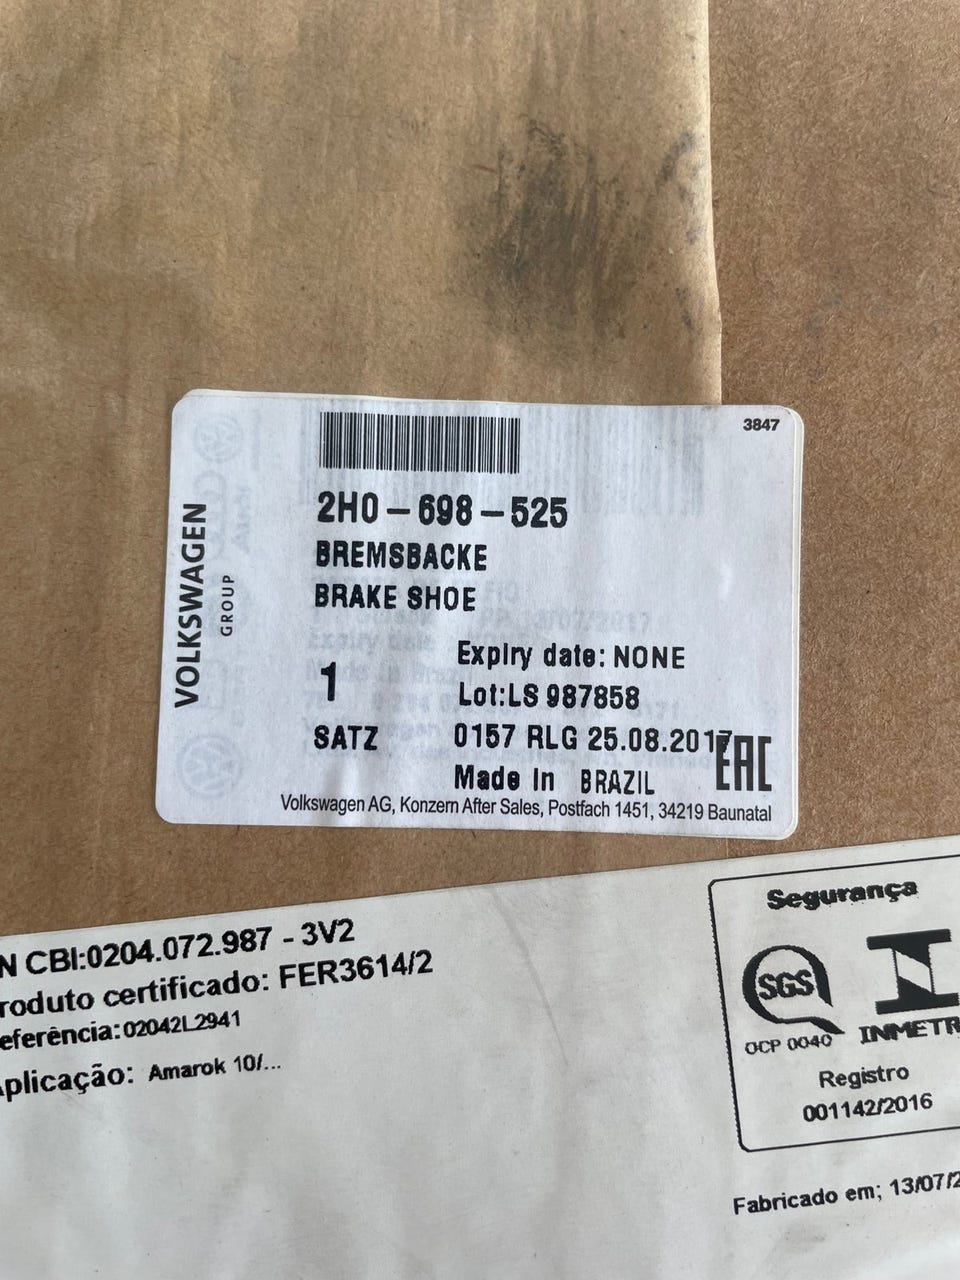 3847
VOLKSWAGEN
GROUP
2H0-698-525
BREMSBACKE
BRAKE SHOE
1
SATZ
Expiry date: NONE
Lot:LS 987858
0157 RLG 25.08.2017
EAC
Made In BRAZIL
Volkswagen AG, Konzern After Sales, Postfach 1451, 34219 Baunatal
N CBI:0204.072.987 - 3V2
roduto certificado: FER3614/2
eferência:02042L2941
plicação: Amarok 10/...
Segurança
SGS
OCP 0040
INMETR
Registro
001142/2016
Fabricado em; 13/07/2